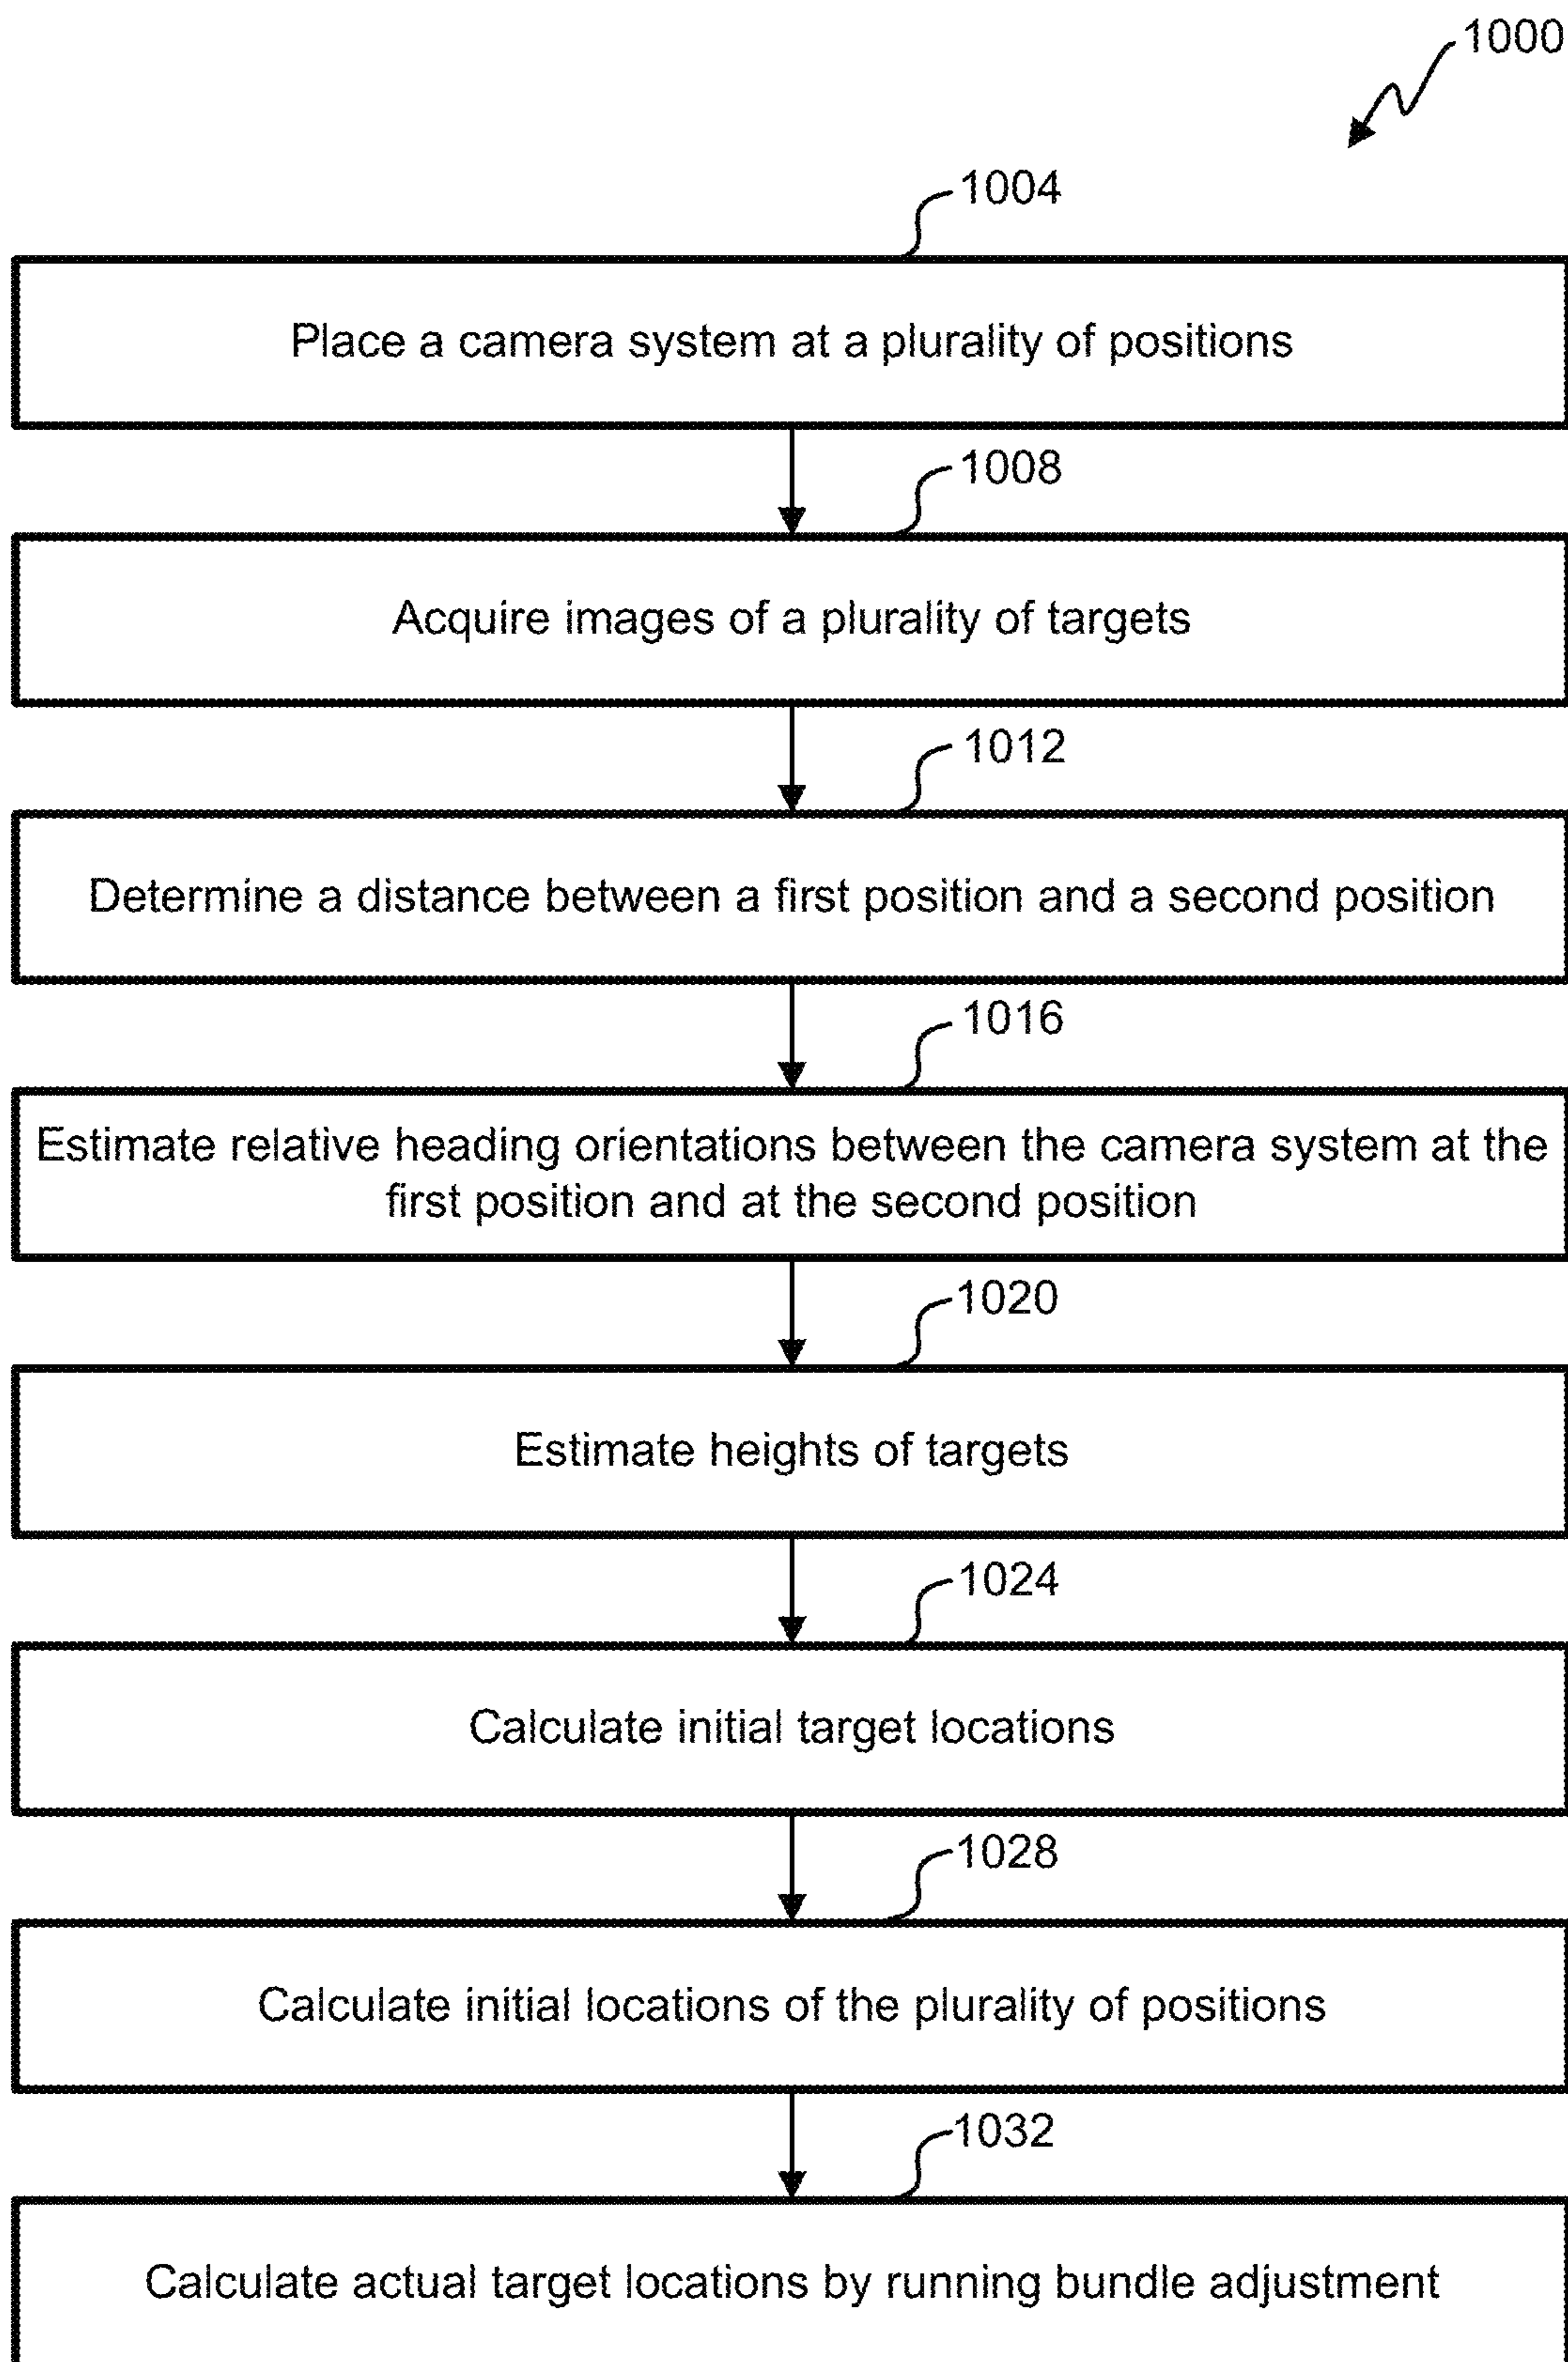 1000
1004
Place a camera system at a plurality of positions
1008
Acquire images of a plurality of targets
1012
Determine a distance between a first position and a second position
1016
Estimate relative heading orientations between the camera system at the
first position and at the second position
1020
Estimate heights of targets
1024
Calculate initial target locations
1028
Calculate initial locations of the plurality of positions
1032
Calculate actual target locations by running bundle adjustment